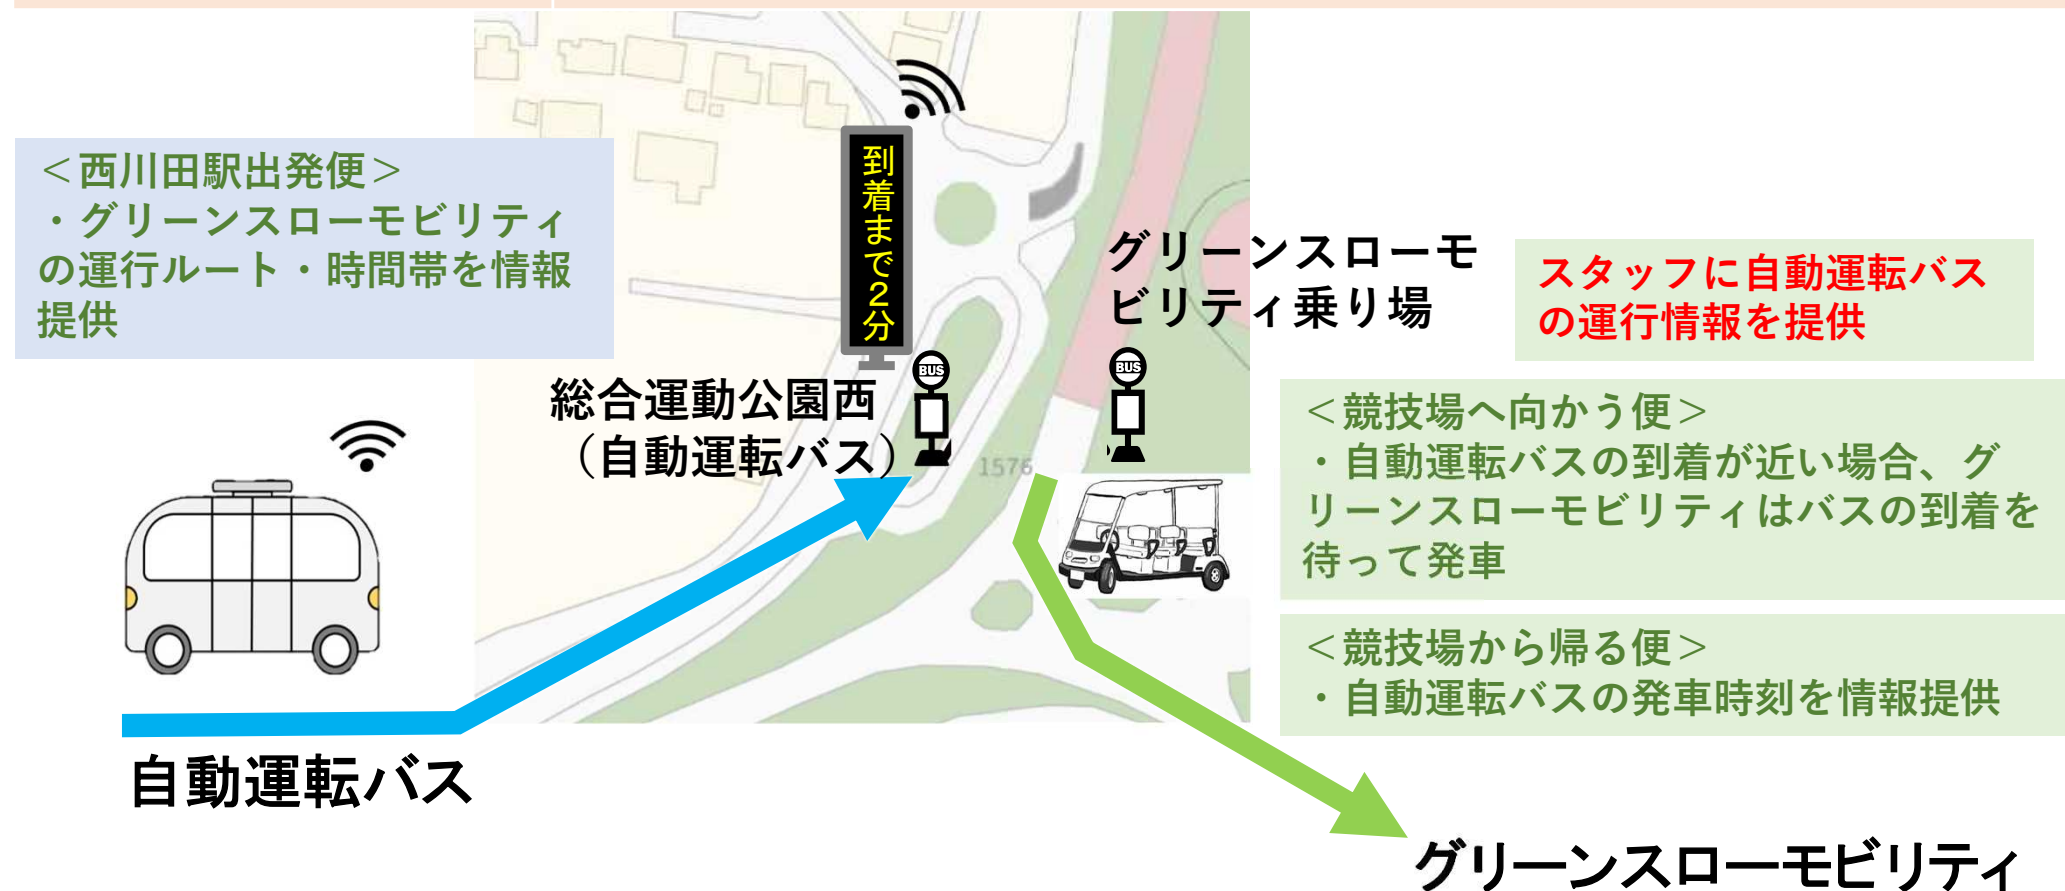 ＜西川田駅出発便＞
・グリーンスローモビリティ
の運行ルート・時間帯を情報
提供
到着まで２分
グリーンスローモ
ビリティ乗り場
スタッフに自動運転バス
の運行情報を提供
BUS
BUS
総合運動公園西
（自動運転バス）
1576
＜競技場へ向かう便＞
・自動運転バスの到着が近い場合、グ
リーンスローモビリティはバスの到着を
待って発車
＜競技場から帰る便＞
・自動運転バスの発車時刻を情報提供
自動運転バス
グリーンスローモビリティ